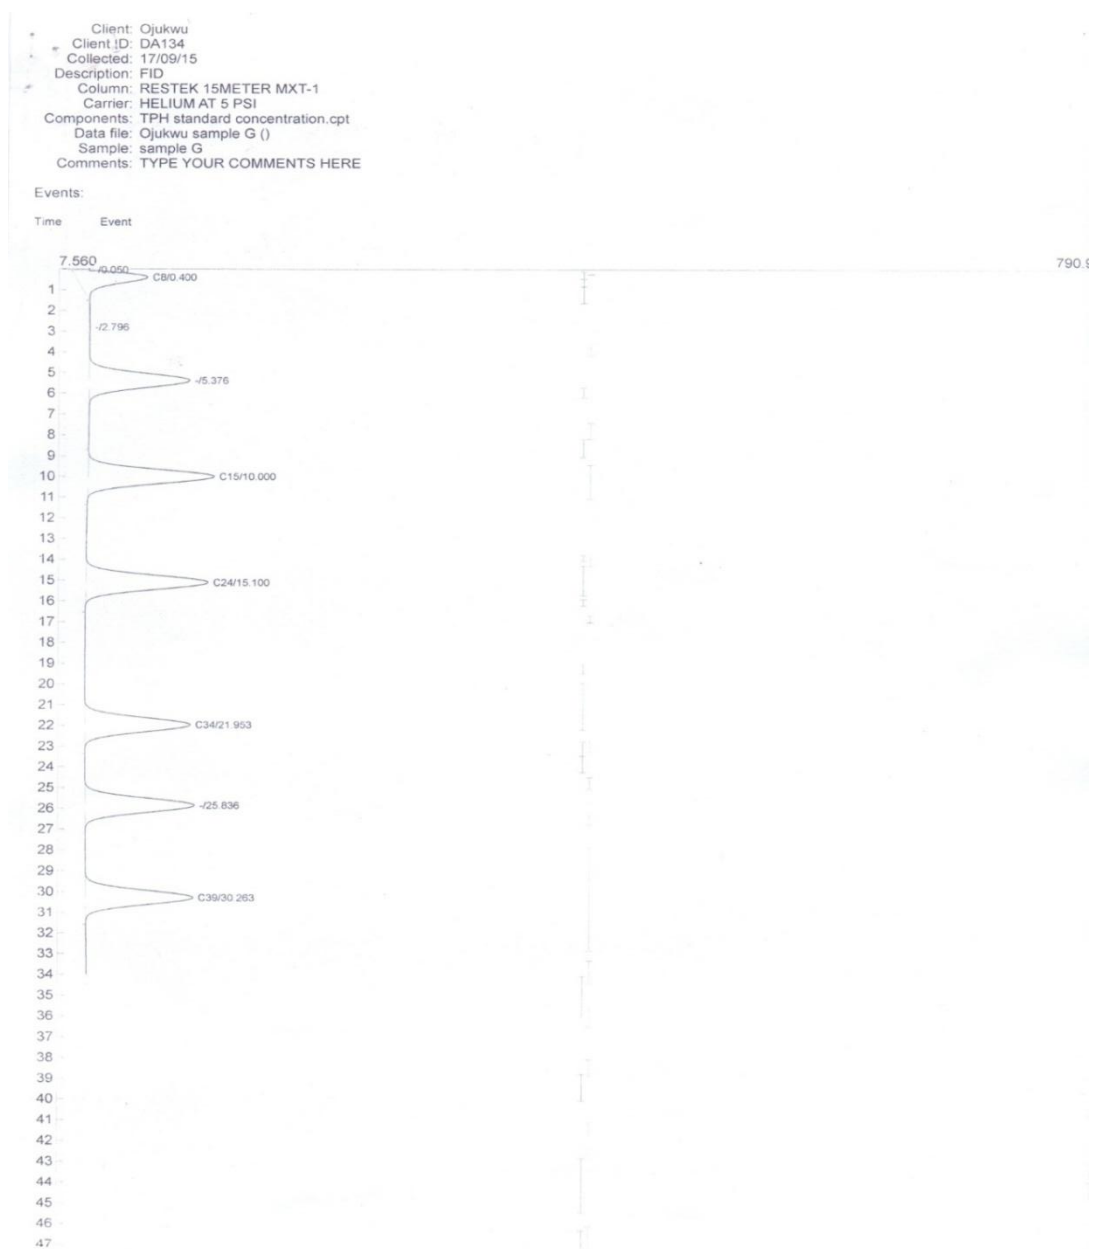 Client: Ojukwu
Client ID: DA134
Collected: 17/09/15
Description: FID
Column: RESTEK 15METER MXT-1
Carrier: HELIUM AT 5 PSI
Components: TPH standard concentration.cpt
Data file: Ojukwu sample G ()
Sample: sample G
Comments: TYPE YOUR COMMENTS HERE
Events:
Time Event
7.560 790.9
-/0.050
C8/0.400
1
2
3 -/2.796
4
5 -/5.376
6
7
8
9
10 C15/10.000
11
12
13
14
15 C24/15.100
16
17
18
19
20
21
22 C34/21.953
23
24
25
26 -/25.836
27
28
29
30 C39/30.263
31
32
33
34
35
36
37
38
39
40
41
42
43
44
45
46
47